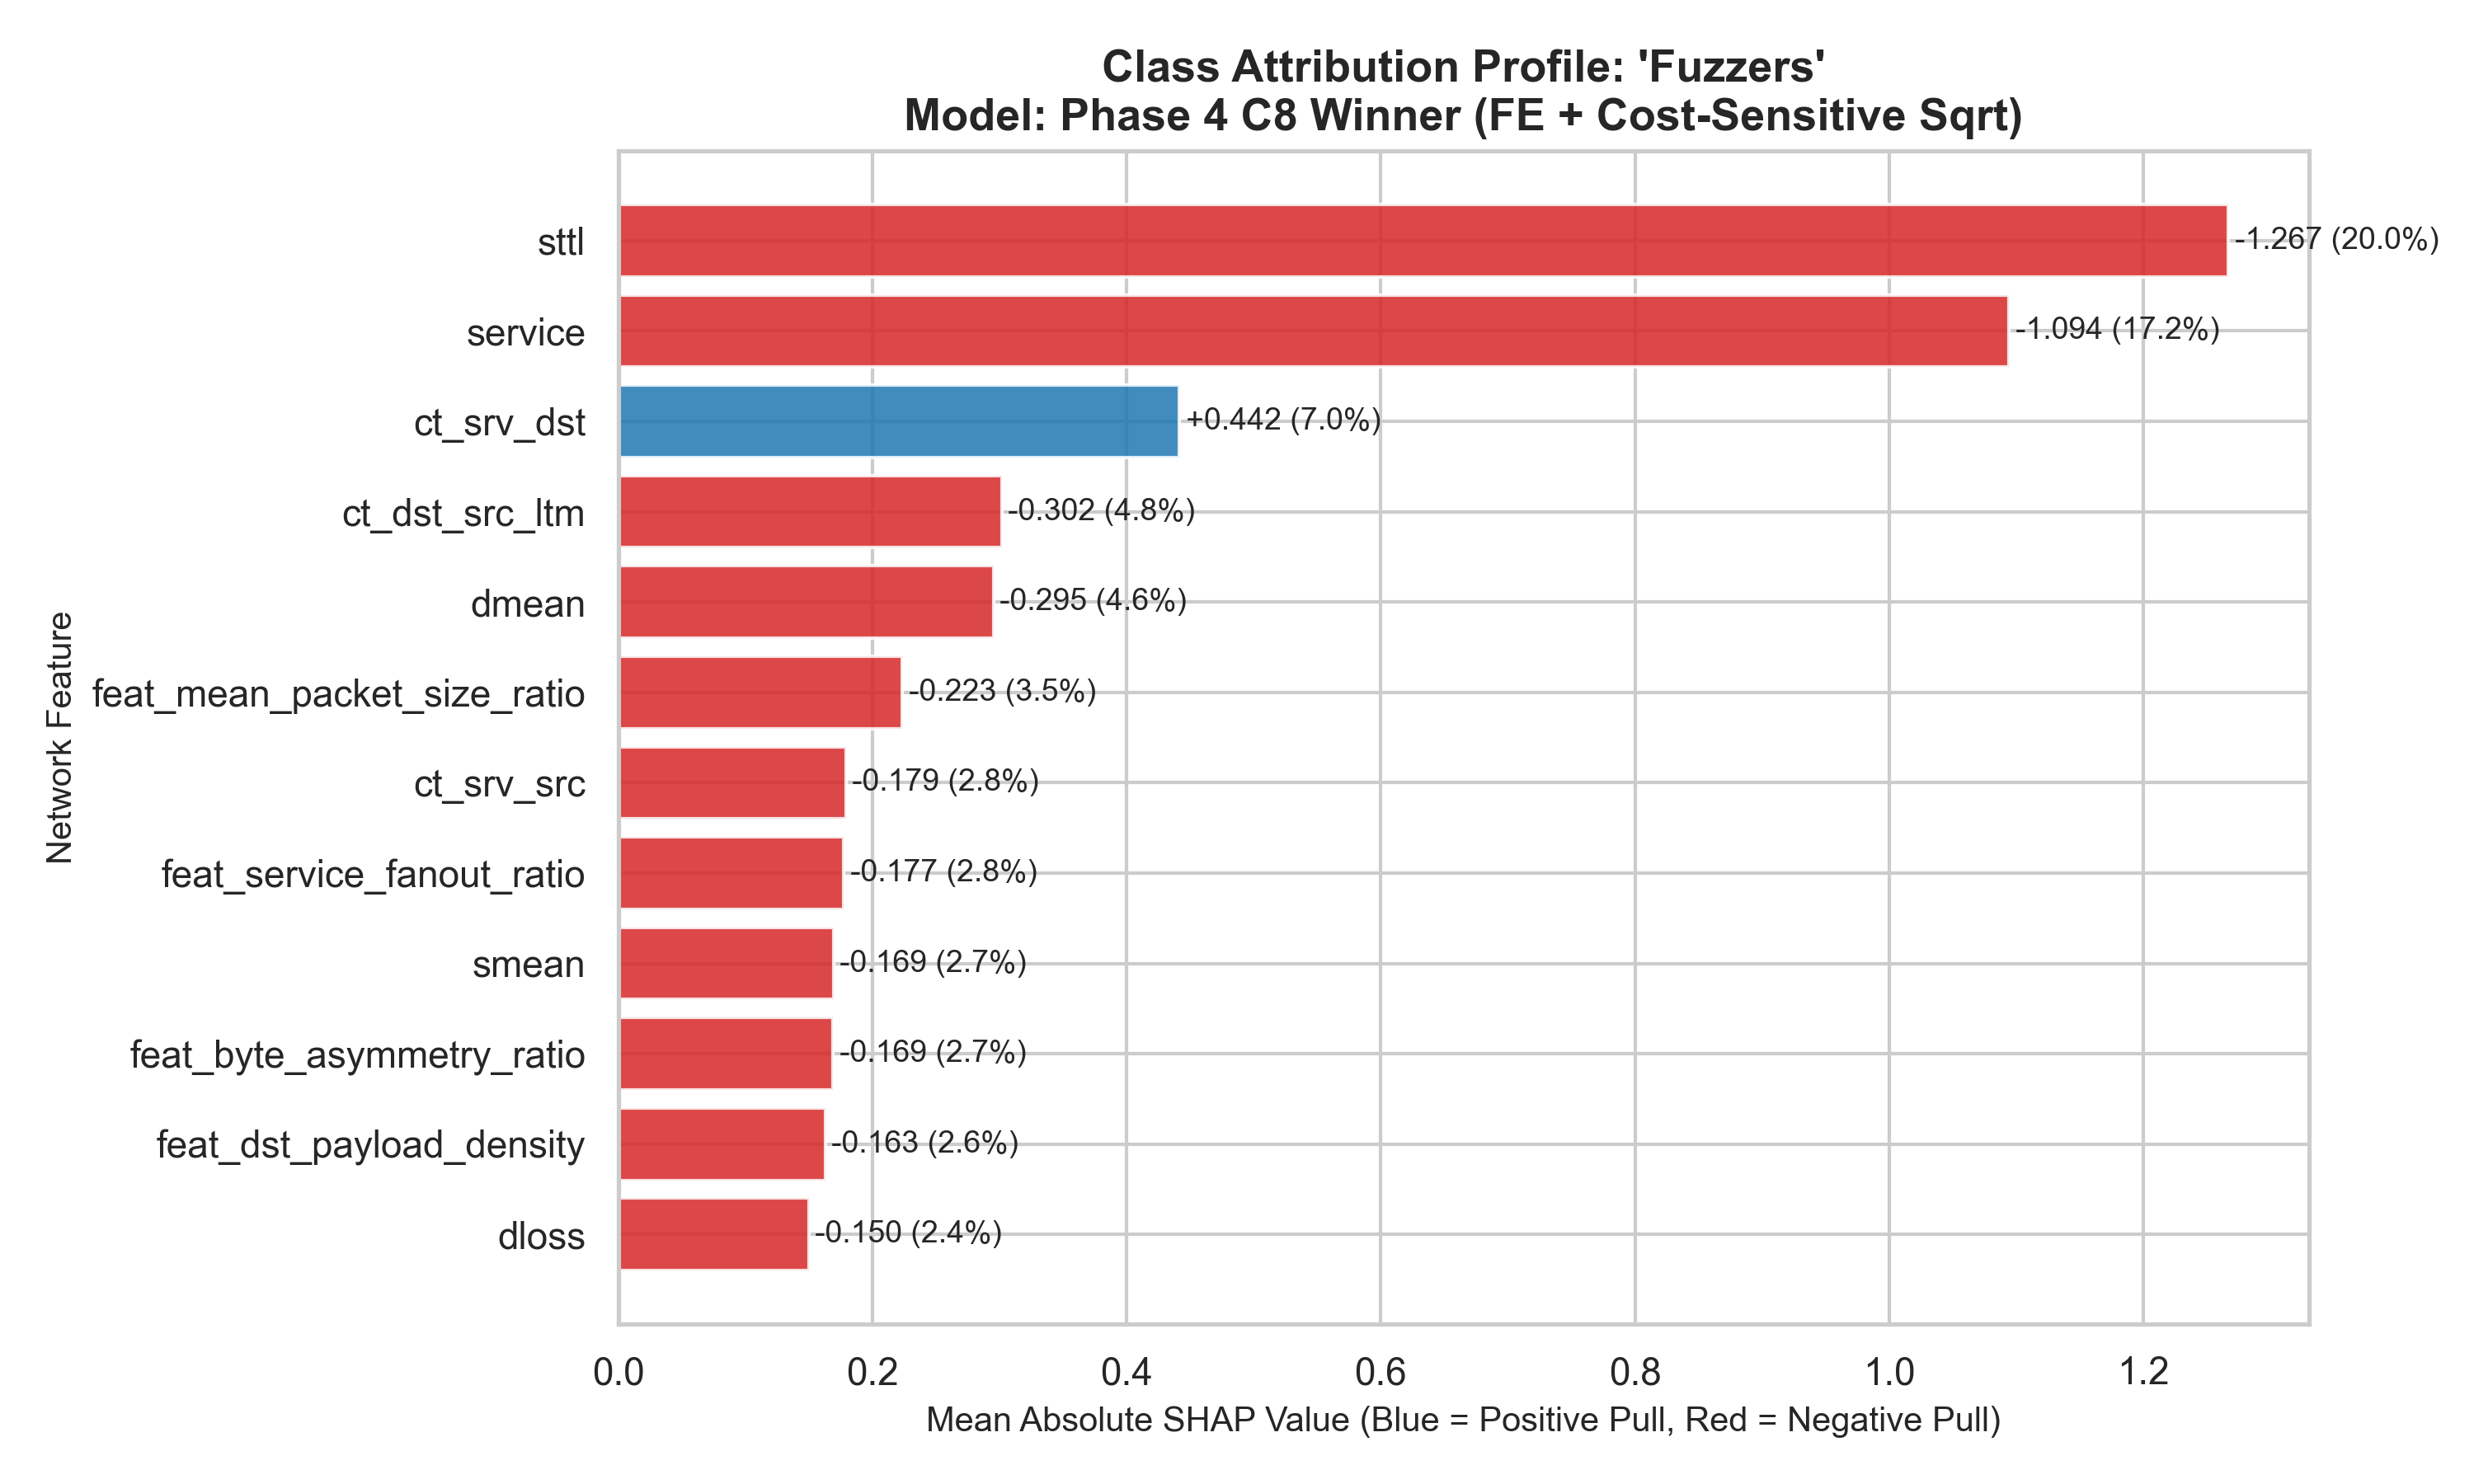 Class Attribution Profile: 'Fuzzers'
Model: Phase 4 C8 Winner (FE + Cost-Sensitive Sqrt)
Network Feature
sttl
-1.267 (20.0%)
service
-1.094 (17.2%)
ct_srv_dst
+0.442 (7.0%)
ct_dst_src_ltm
-0.302 (4.8%)
dmean
-0.295 (4.6%)
feat_mean_packet_size_ratio
-0.223 (3.5%)
ct_srv_src
-0.179 (2.8%)
feat_service_fanout_ratio
-0.177 (2.8%)
smean
-0.169 (2.7%)
feat_byte_asymmetry_ratio
-0.169 (2.7%)
feat_dst_payload_density
-0.163 (2.6%)
dloss
-0.150 (2.4%)
0.0 0.2 0.4 0.6 0.8 1.0 1.2
Mean Absolute SHAP Value (Blue = Positive Pull, Red = Negative Pull)